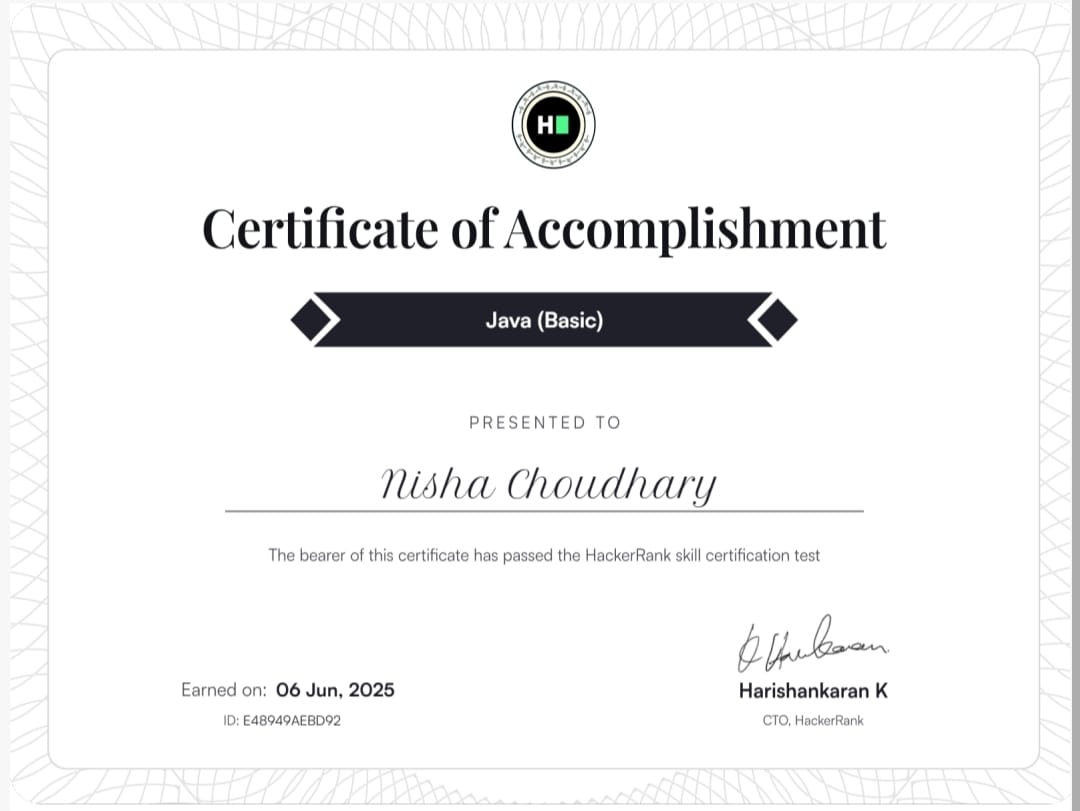 H
Certificate of Accomplishment
Java (Basic)
PRESENTED TO
Nisha Choudhary
The bearer of this certificate has passed the HackerRank skill certification test
Earned on: 06 Jun, 2025
Harishankaran K
ID: E48949AEBD92
CTO, HackerRank